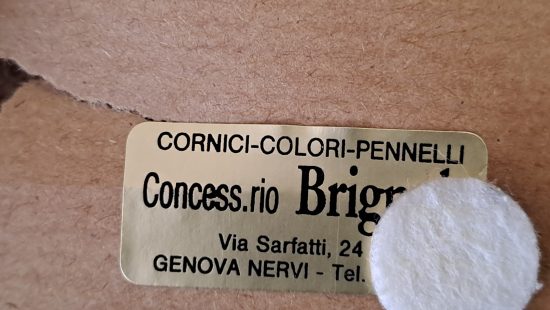 CORNICI-COLORI-PENNELLI
Concess.rio
Via Sarfatti, 24
GENOVA NERVI - Tel.